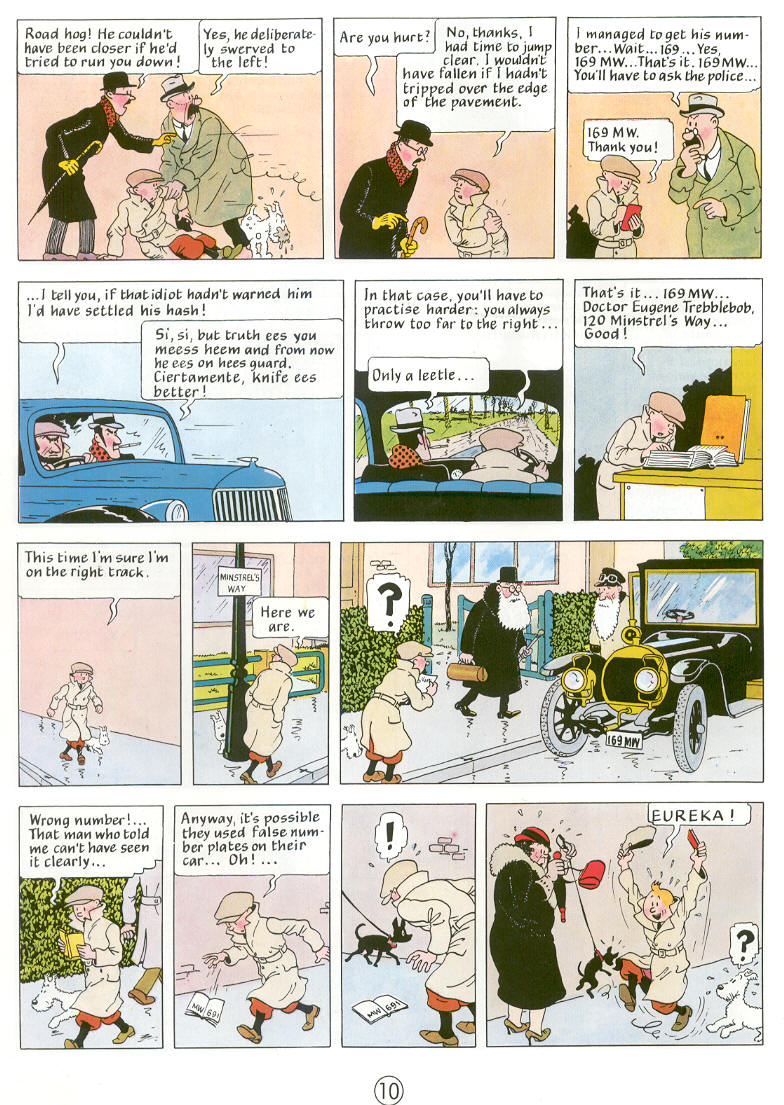 Road hog! He couldn't
have been closer if he'd
tried to run you down!
Yes, he deliberate-
ly swerved to
the left!
Are you hurt?
No, thanks, I
had time to jump
clear. I wouldn't
have fallen if I hadn't
tripped over the edge
of the pavement.
I managed to get his num-
ber...Wait...169...Yes,
169 MW...That's it. 169MW...
You'll have to ask the police...
169 MW.
Thank you!
...I tell you, if that idiot hadn't warned him
I'd have settled his hash!
Si, si, but truth ees you
meess heem and from now
he ees on hees guard.
Ciertamente, knife ees
better!
In that case, you'll have to
practise harder: you always
throw too far to the right...
Only a leetle...
That's it... 169MW...
Doctor Eugene Trebblebob,
120 Minstrel's Way...
Good!
This time I'm sure I'm
on the right track.
MINSTREL'S
WAY
Here we
are.
?
169 MW
Wrong number!...
That man who told
me can't have seen
it clearly...
Anyway, it's possible
they used false num-
ber plates on their
car... Oh! ...
MW 691
!
MW 691
EUREKA!
?
10